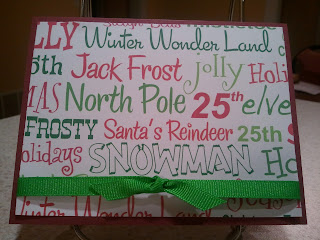 LLY Winter Wonder Land
5th Jack Frost Jolly Holi
MAS North Pole 25th elve
FROSTY Santa's Reindeer 25th S
olidays SNOWMAN Ho
Winter Wonder Land